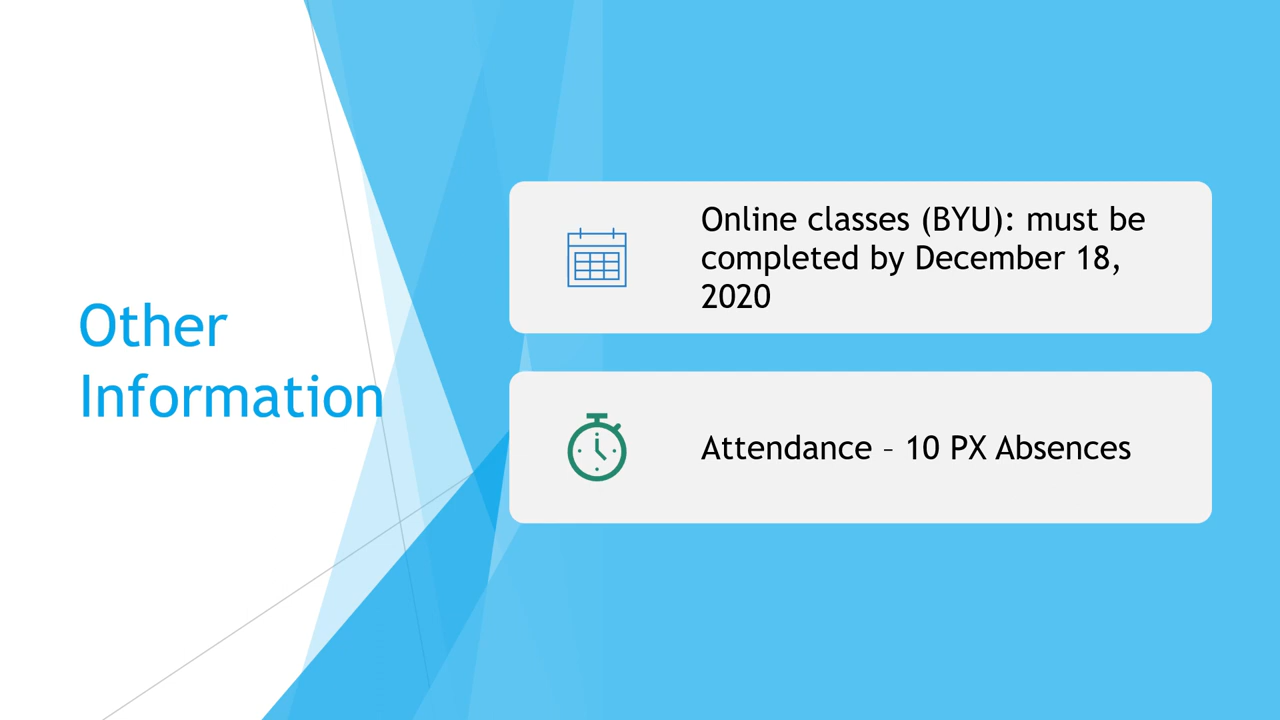 Other
Information
Online classes (BYU): must be
completed by December 18,
2020
Attendance – 10 PX Absences